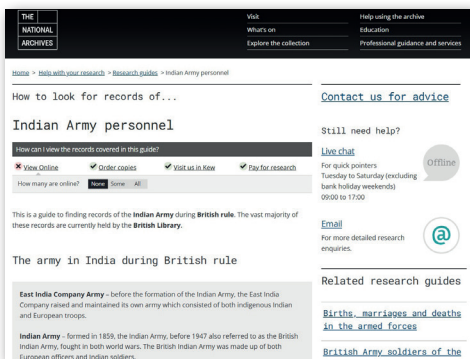 THE
NATIONAL
ARCHIVES
Visit
What's on
Explore the collection
Help using the archive
Education
Professional guidance and services
Home > Help with your research > Research guides > Indian Army personnel
How to look for records of...
Indian Army personnel
How can I view the records covered in this guide?
View Online
Order copies
Visit us in Kew
Pay for research
How many are online? None Some All
This is a guide to finding records of the Indian Army during British rule. The vast majority of
these records are currently held by the British Library.
The army in India during British rule
East India Company Army – before the formation of the Indian Army, the East India
Company raised and maintained its own army which consisted of both indigenous Indian
and European troops.
Indian Army – formed in 1859, the Indian Army, before 1947 also referred to as the British
Indian Army, fought in both world wars. The British Indian Army was made up of both
European officers and Indian soldiers.
Contact us for advice
Still need help?
Live chat
For quick pointers
Tuesday to Saturday (excluding
bank holiday weekends)
09:00 to 17:00
Offline
Email
For more detailed research
enquiries.
@
Related research guides
Births, marriages and deaths
in the armed forces
British Army soldiers of the